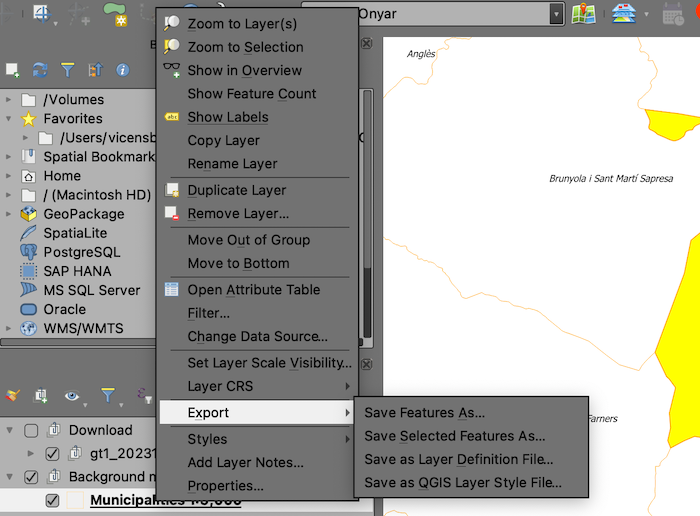 Onyar
Zoom to Layer(s)
Zoom to Selection
Show in Overview
Show Feature Count
Show Labels
Copy Layer
Rename Layer
Duplicate Layer
Remove Layer...
Move Out of Group
Move to Bottom
Open Attribute Table
Filter...
Change Data Source...
Set Layer Scale Visibility...
Layer CRS
Export
Styles
Add Layer Notes...
Properties...
Save Features As...
Save Selected Features As...
Save as Layer Definition File...
Save as QGIS Layer Style File...
/Volumes
Favorites
/Users/vicensb
Spatial Bookmark
Home
/ (Macintosh HD)
GeoPackage
SpatiaLite
PostgreSQL
SAP HANA
MS SQL Server
Oracle
WMS/WMTS
Download
gt1_20231
Background m
Municipalities
Anglès
Brunyola i Sant Martí Sapresa
Farners